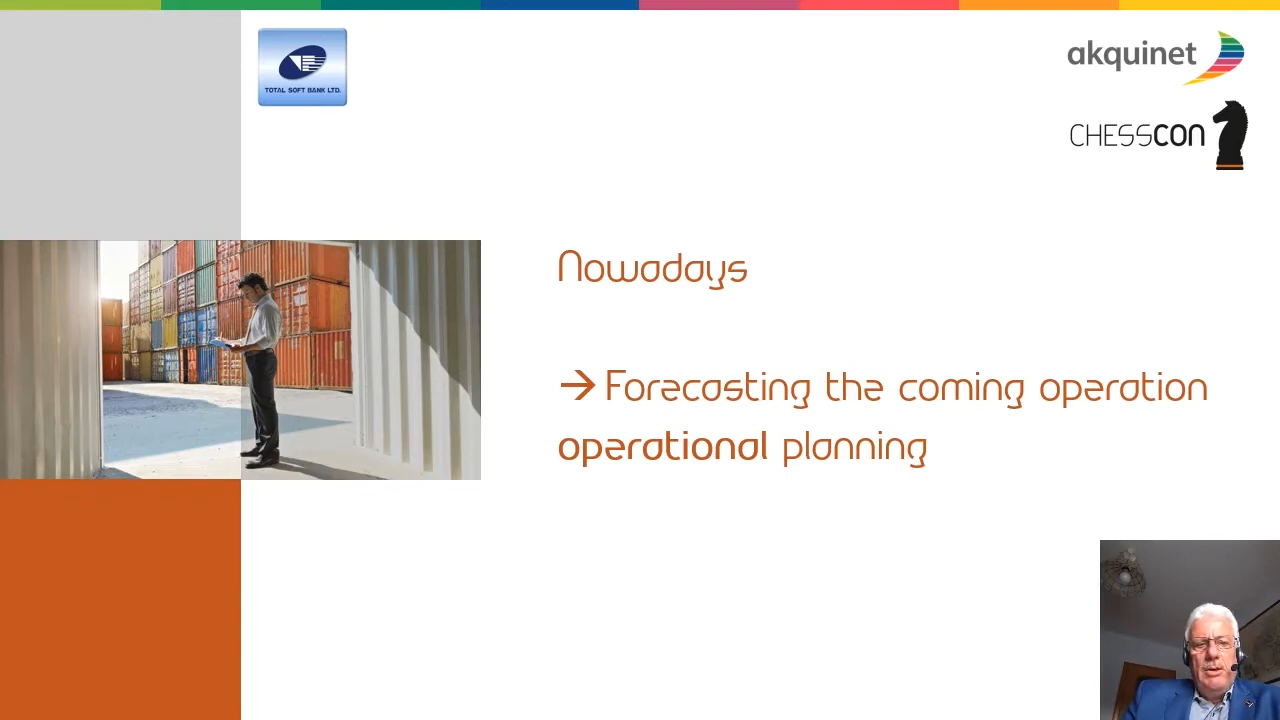 TOTAL SOFT BANK LTD.
akquinet
CHESSCON
Nowadays
→ Forecasting the coming operation
operational planning